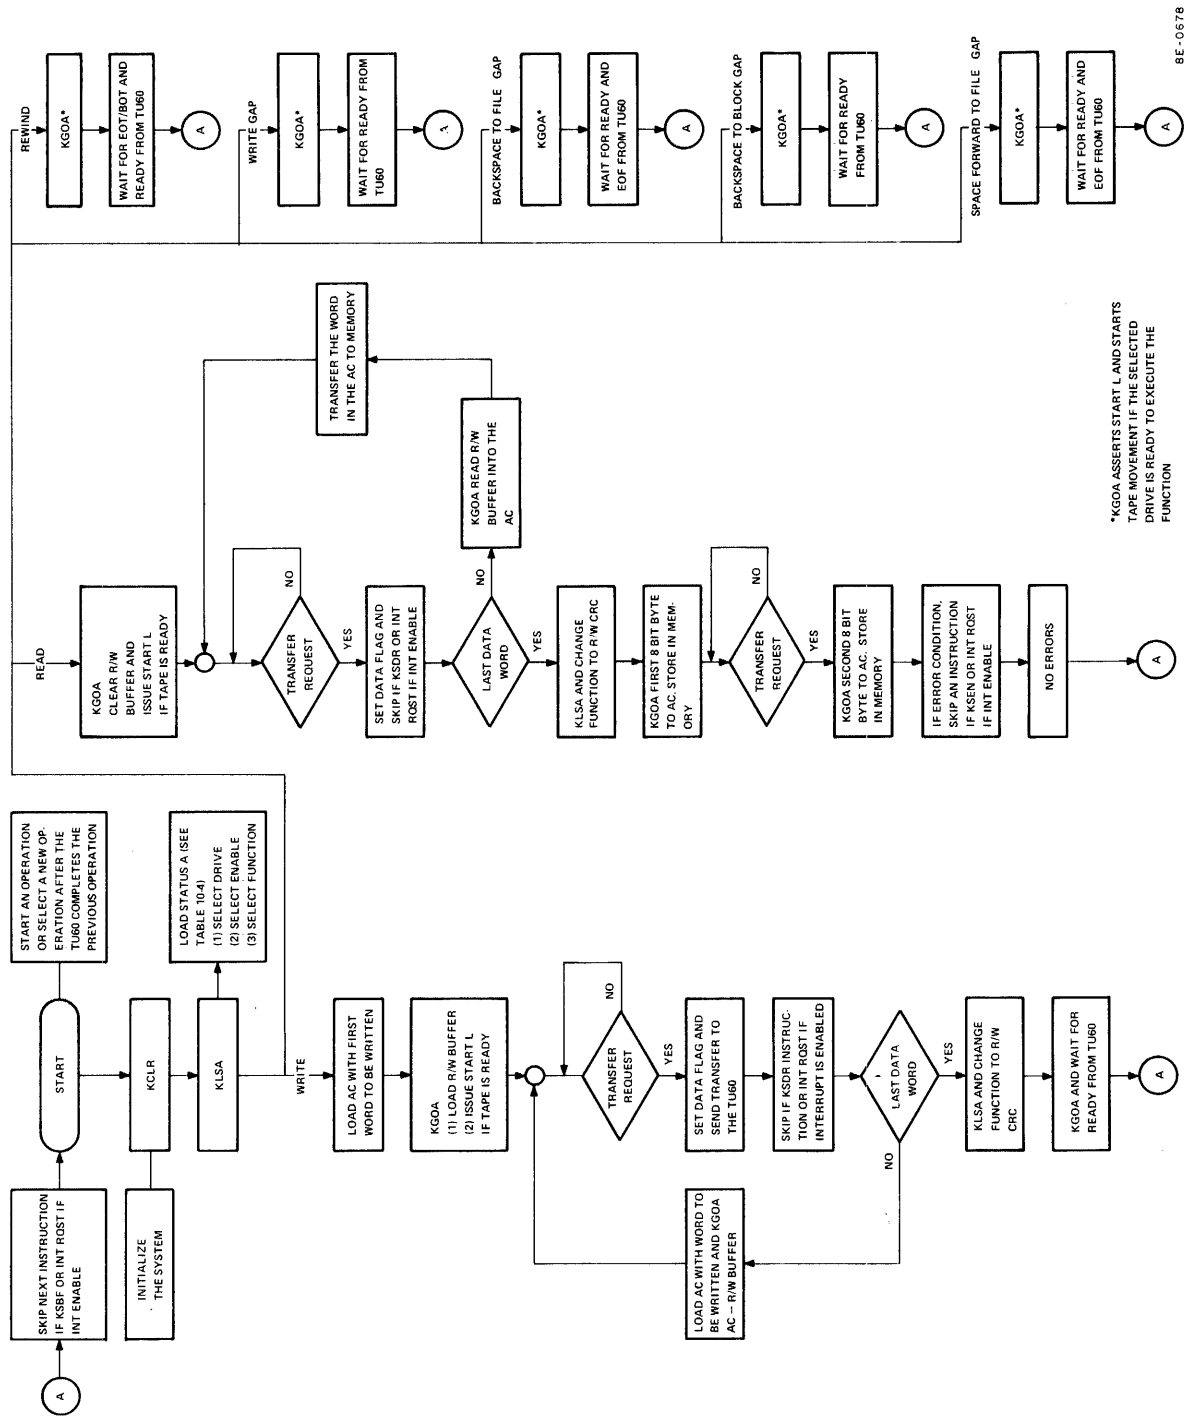 A
SKIP NEXT INSTRUCTION
IF KSBF OR INT RQST IF
INT ENABLE
START
START AN OPERATION
OR SELECT A NEW OP-
ERATION AFTER THE
TU60 COMPLETES THE
PREVIOUS OPERATION
INITIALIZE
THE SYSTEM
KCLR
KLSA
LOAD STATUS A (SEE
TABLE 10-4)
(1) SELECT DRIVE
(2) SELECT ENABLE
(3) SELECT FUNCTION
WRITE
LOAD AC WITH FIRST
WORD TO BE WRITTEN
KGOA
(1) LOAD R/W BUFFER
(2) ISSUE START L
IF TAPE IS READY
TRANSFER
REQUEST
NO
YES
SET DATA FLAG AND
SEND TRANSFER TO
THE TU60
SKIP IF KSDR INSTRUC-
TION OR INT RQST IF
INTERRUPT IS ENABLED
LAST DATA
WORD
NO
YES
LOAD AC WITH WORD TO
BE WRITTEN AND KGOA
AC – R/W BUFFER
KLSA AND CHANGE
FUNCTION TO R/W
CRC
KGOA AND WAIT FOR
READY FROM TU60
A
READ
KGOA
CLEAR R/W
BUFFER AND
ISSUE START L
IF TAPE IS READY
TRANSFER
REQUEST
NO
YES
SET DATA FLAG AND
SKIP IF KSDR OR INT
RQST IF INT ENABLE
LAST DATA
WORD
NO
YES
KGOA READ R/W
BUFFER INTO THE
AC
TRANSFER THE WORD
IN THE AC TO MEMORY
KLSA AND CHANGE
FUNCTION TO R/W CRC
KGOA FIRST 8 BIT BYTE
TO AC. STORE IN MEM-
ORY
TRANSFER
REQUEST
NO
YES
KGOA SECOND 8 BIT
BYTE TO AC. STORE
IN MEMORY
IF ERROR CONDITION,
SKIP AN INSTRUCTION
IF KSEN OR INT RQST
IF INT ENABLE
NO ERRORS
A
REWIND
KGOA*
WAIT FOR EOT/BOT AND
READY FROM TU60
A
WRITE GAP
KGOA*
WAIT FOR READY FROM
TU60
A
BACKSPACE TO FILE GAP
KGOA*
WAIT FOR READY AND
EOF FROM TU60
A
BACKSPACE TO BLOCK GAP
KGOA*
WAIT FOR READY
FROM TU60
A
SPACE FORWARD TO FILE GAP
KGOA*
WAIT FOR READY AND
EOF FROM TU60
A
*KGOA ASSERTS START L AND STARTS
TAPE MOVEMENT IF THE SELECTED
DRIVE IS READY TO EXECUTE THE
FUNCTION
8E-0678